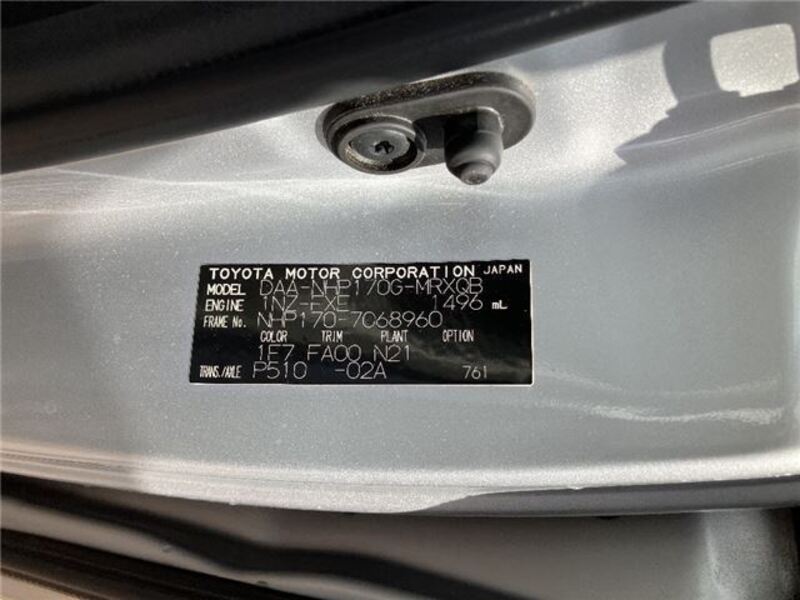 TOYOTA MOTOR CORPORATION JAPAN
MODEL DAA-NHP170G-MRXQB
ENGINE 1NZ-FXE 1496 mL
FRAME No. NHP170-7068960
COLOR TRIM PLANT OPTION
1F7 FA00 N21
TRANS./AXLE P510 -02A 761